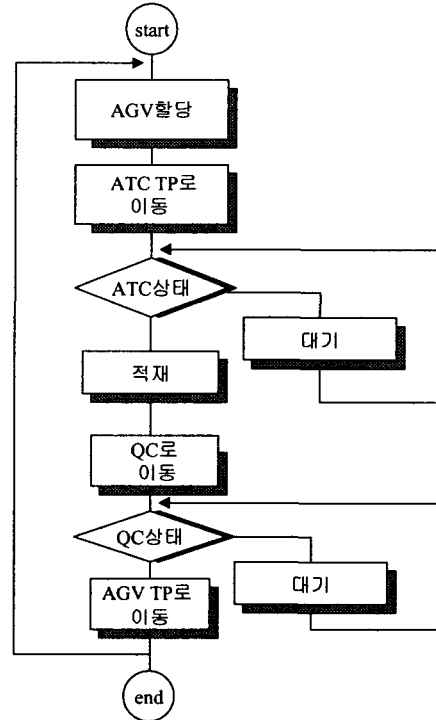 start
AGV할당
ATC TP로
이동
ATC상태
대기
적재
QC로
이동
QC상태
대기
AGV TP로
이동
end